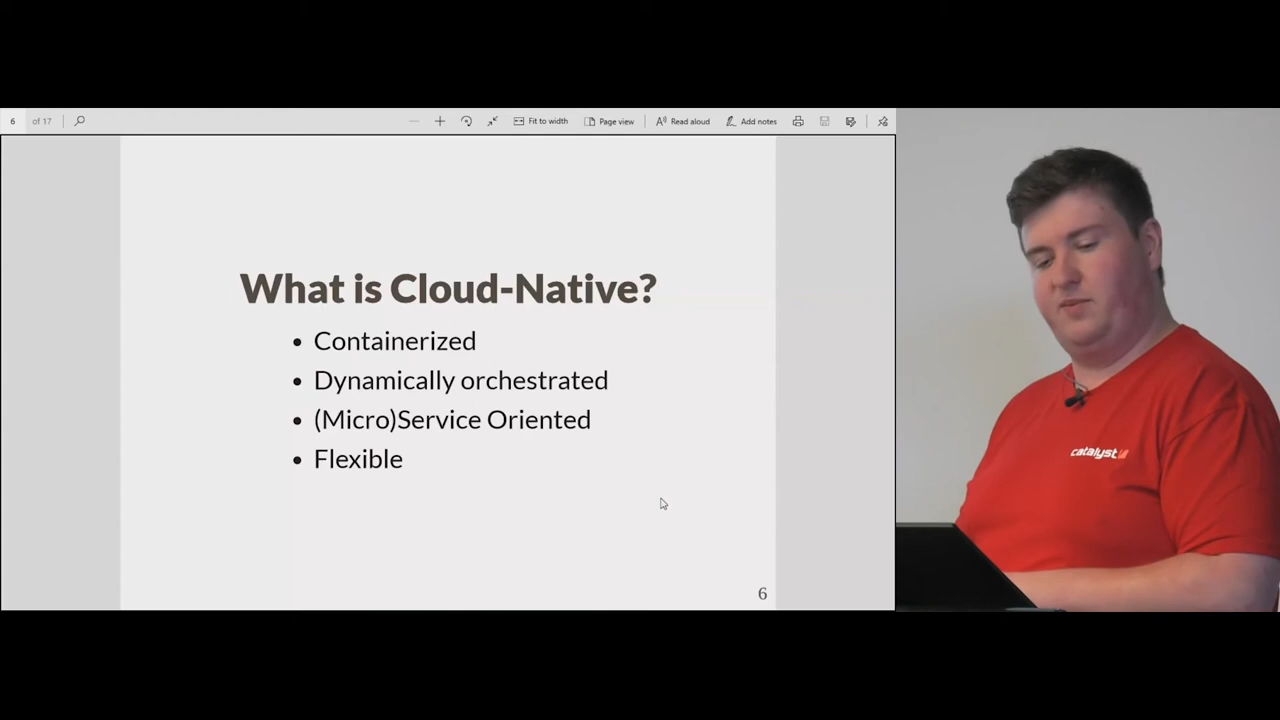 6 of 17 Fit to width Page view Read aloud Add notes
What is Cloud-Native?
• Containerized
• Dynamically orchestrated
• (Micro)Service Oriented
• Flexible
6
catalyst